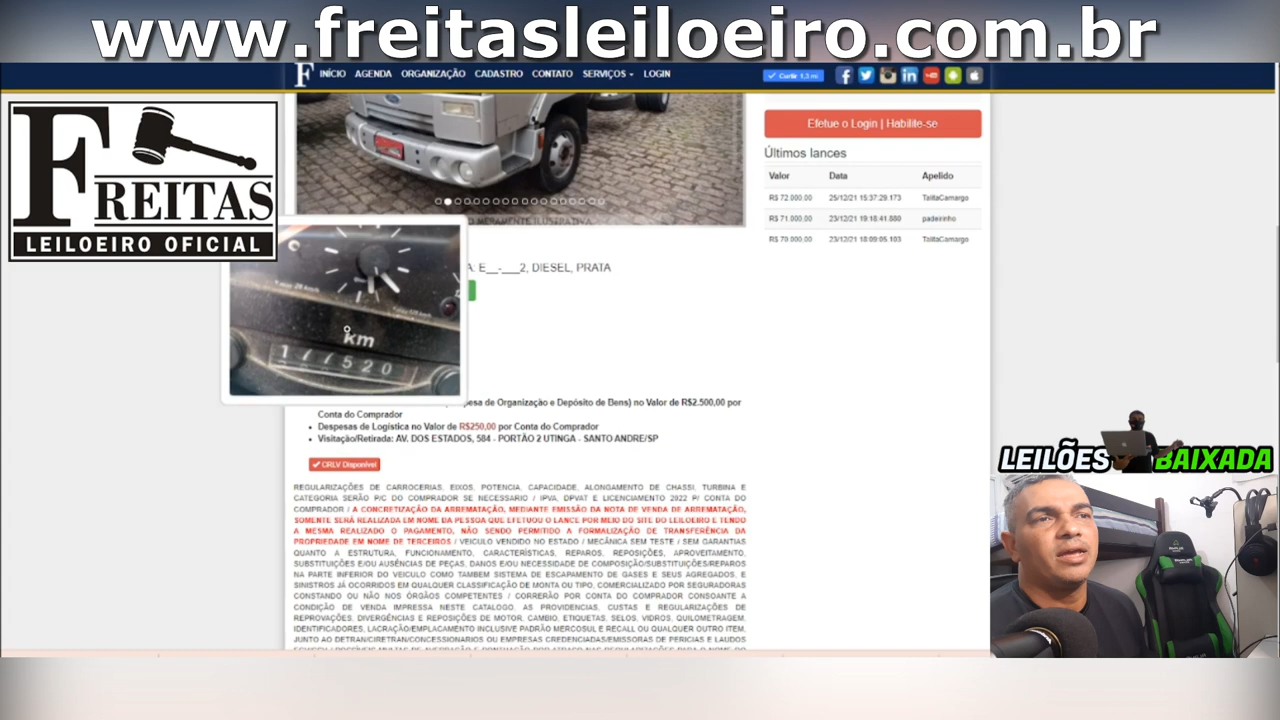 www.freitasleiloeiro.com.br
F INÍCIO AGENDA ORGANIZAÇÃO CADASTRO CONTATO SERVIÇOS LOGIN
Curtir 1,3 mi
FREITAS
LEILOEIRO OFICIAL
Efetue o Login | Habilite-se
Últimos lances
Valor Data Apelido
R$ 72.000,00 25/12/21 15:37:29.173 TalitaCamargo
R$ 71.000,00 23/12/21 19:18:41.880 padeirinho
R$ 70.000,00 23/12/21 18:09:05.103 TalitaCamargo
MERAMENTE ILUSTRATIVA
A: E__-___2, DIESEL, PRATA
km
177520
esa de Organização e Depósito de Bens) no Valor de R$2.500,00 por
Conta do Comprador
Despesas de Logística no Valor de R$250,00 por Conta do Comprador
Visitação/Retirada: AV. DOS ESTADOS, 584 - PORTÃO 2 UTINGA - SANTO ANDRE/SP
CRLV Disponível
REGULARIZAÇÕES DE CARROCERIAS, EIXOS, POTENCIA, CAPACIDADE, ALONGAMENTO DE CHASSI, TURBINA E
CATEGORIA SERÃO P/C DO COMPRADOR SE NECESSARIO / IPVA, DPVAT E LICENCIAMENTO 2022 P/ CONTA DO
COMPRADOR / A CONCRETIZAÇÃO DA ARREMATAÇÃO, MEDIANTE EMISSÃO DA NOTA DE VENDA DE ARREMATAÇÃO,
SOMENTE SERÁ REALIZADA EM NOME DA PESSOA QUE EFETUOU O LANCE POR MEIO DO SITE DO LEILOEIRO E TENDO
A MESMA REALIZADO O PAGAMENTO, NÃO SENDO PERMITIDO A FORMALIZAÇÃO DE TRANSFERÊNCIA DA
PROPRIEDADE EM NOME DE TERCEIROS / VEICULO VENDIDO NO ESTADO / MECÂNICA SEM TESTE / SEM GARANTIAS
QUANTO A ESTRUTURA, FUNCIONAMENTO, CARACTERÍSTICAS, REPAROS, REPOSIÇÕES, APROVEITAMENTO,
SUBSTITUIÇÕES E/OU AUSÊNCIAS DE PEÇAS, DANOS E/OU NECESSIDADE DE COMPOSIÇÃO/SUBSTITUIÇÕES/REPAROS
NA PARTE INFERIOR DO VEICULO COMO TAMBEM SISTEMA DE ESCAPAMENTO DE GASES E SEUS AGREGADOS, E
SINISTROS JÁ OCORRIDOS EM QUALQUER CLASSIFICAÇÃO DE MONTA OU TIPO, COMERCIALIZADO POR SEGURADORAS
CONSTANDO OU NÃO NOS ÓRGÃOS COMPETENTES / CORRERÃO POR CONTA DO COMPRADOR CONSOANTE A
CONDIÇÃO DE VENDA IMPRESSA NESTE CATALOGO, AS PROVIDENCIAS, CUSTAS E REGULARIZAÇÕES DE
REPROVAÇÕES, DIVERGÊNCIAS E REPOSIÇÕES DE MOTOR, CAMBIO, ETIQUETAS, SELOS, VIDROS, QUILOMETRAGEM,
IDENTIFICADORES, LACRAÇÃO/EMPLACAMENTO INCLUSIVE PADRÃO MERCOSUL E RECALL OU QUALQUER OUTRO ITEM,
JUNTO AO DETRAN/CIRETRAN/CONCESSIONARIOS OU EMPRESAS CREDENCIADAS/EMISSORAS DE PERICIAS E LAUDOS
LEILÕES BAIXADA